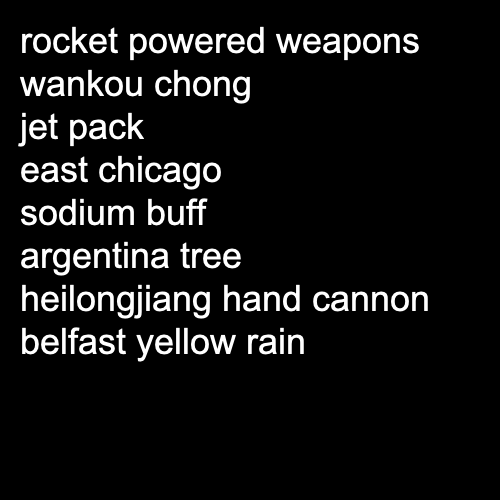 rocket powered weapons
wankou chong
jet pack
east chicago
sodium buff
argentina tree
heilongjiang hand cannon
belfast yellow rain